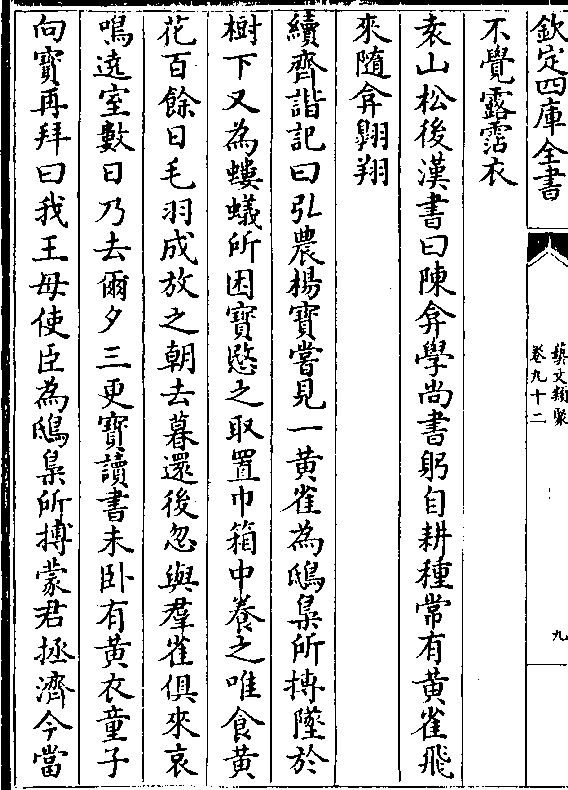 欽定四庫全書
藝文類聚
卷九十二
九
不覺露霑衣
袁山松後漢書曰陳弇學尚書躬自耕種常有黃雀飛
來隨弇翺翔
續齊諧記曰弘農楊寶嘗見一黃雀為鴟梟所搏墜於
樹下又為螻蟻所困寶愍之取置巾箱中養之唯食黃
花百餘日毛羽成放之朝去暮還後忽與羣雀俱來哀
鳴遶室數日乃去爾夕三更寶讀書未卧有黃衣童子
向寶再拜曰我王母使臣為鴟梟所搏蒙君拯濟今當